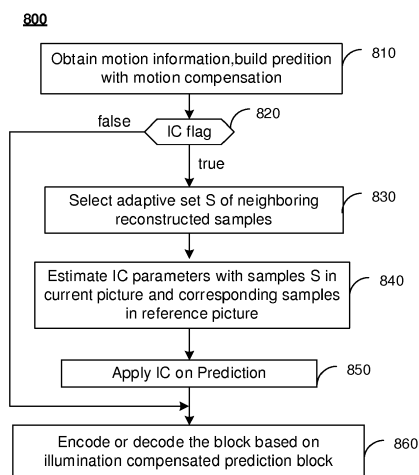 800
Obtain motion information,build predition
with motion compensation
810
IC flag
820
false
true
Select adaptive set S of neighboring
reconstructed samples
830
Estimate IC parameters with samples S in
current picture and corresponding samples
in reference picture
840
Apply IC on Prediction
850
Encode or decode the block based on
illumination compensated prediction block
860